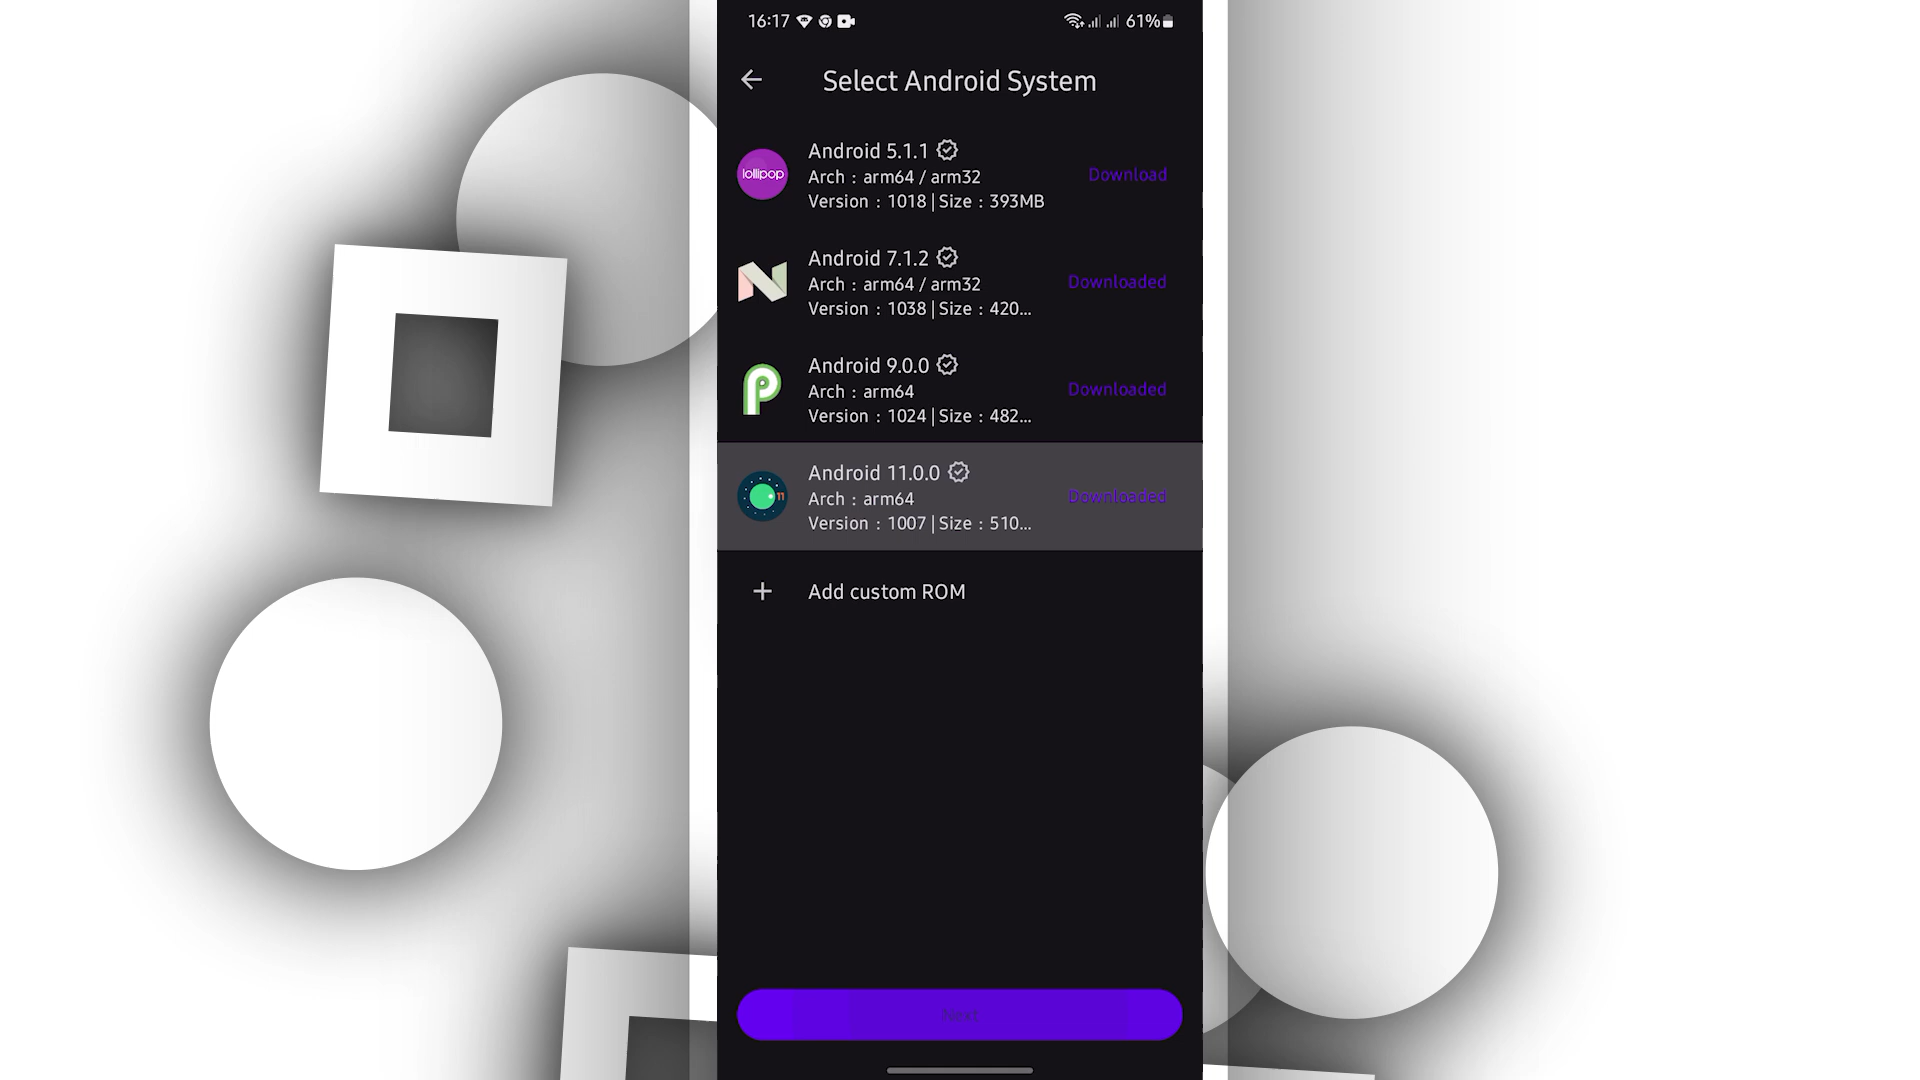 16:17
61%
Select Android System
lollipop
Android 5.1.1
Arch : arm64 / arm32
Version : 1018 | Size : 393MB
Download
Android 7.1.2
Arch : arm64 / arm32
Version : 1038 | Size : 420...
Downloaded
Android 9.0.0
Arch : arm64
Version : 1024 | Size : 482...
Downloaded
11
Android 11.0.0
Arch : arm64
Version : 1007 | Size : 510...
Downloaded
Add custom ROM
Next